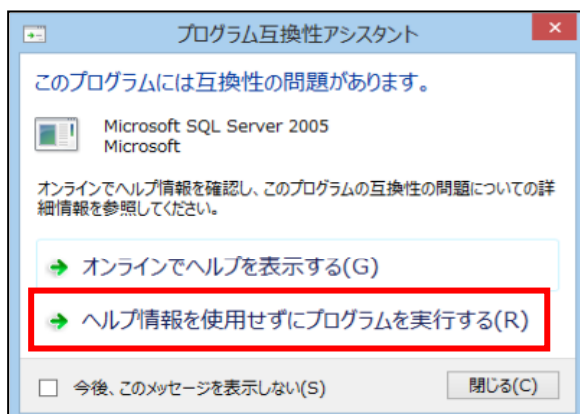 プログラム互換性アシスタント
このプログラムには互換性の問題があります。
Microsoft SQL Server 2005
Microsoft
オンラインでヘルプ情報を確認し、このプログラムの互換性の問題についての詳
細情報を参照してください。
オンラインでヘルプを表示する(G)
ヘルプ情報を使用せずにプログラムを実行する(R)
今後、このメッセージを表示しない(S)
閉じる(C)